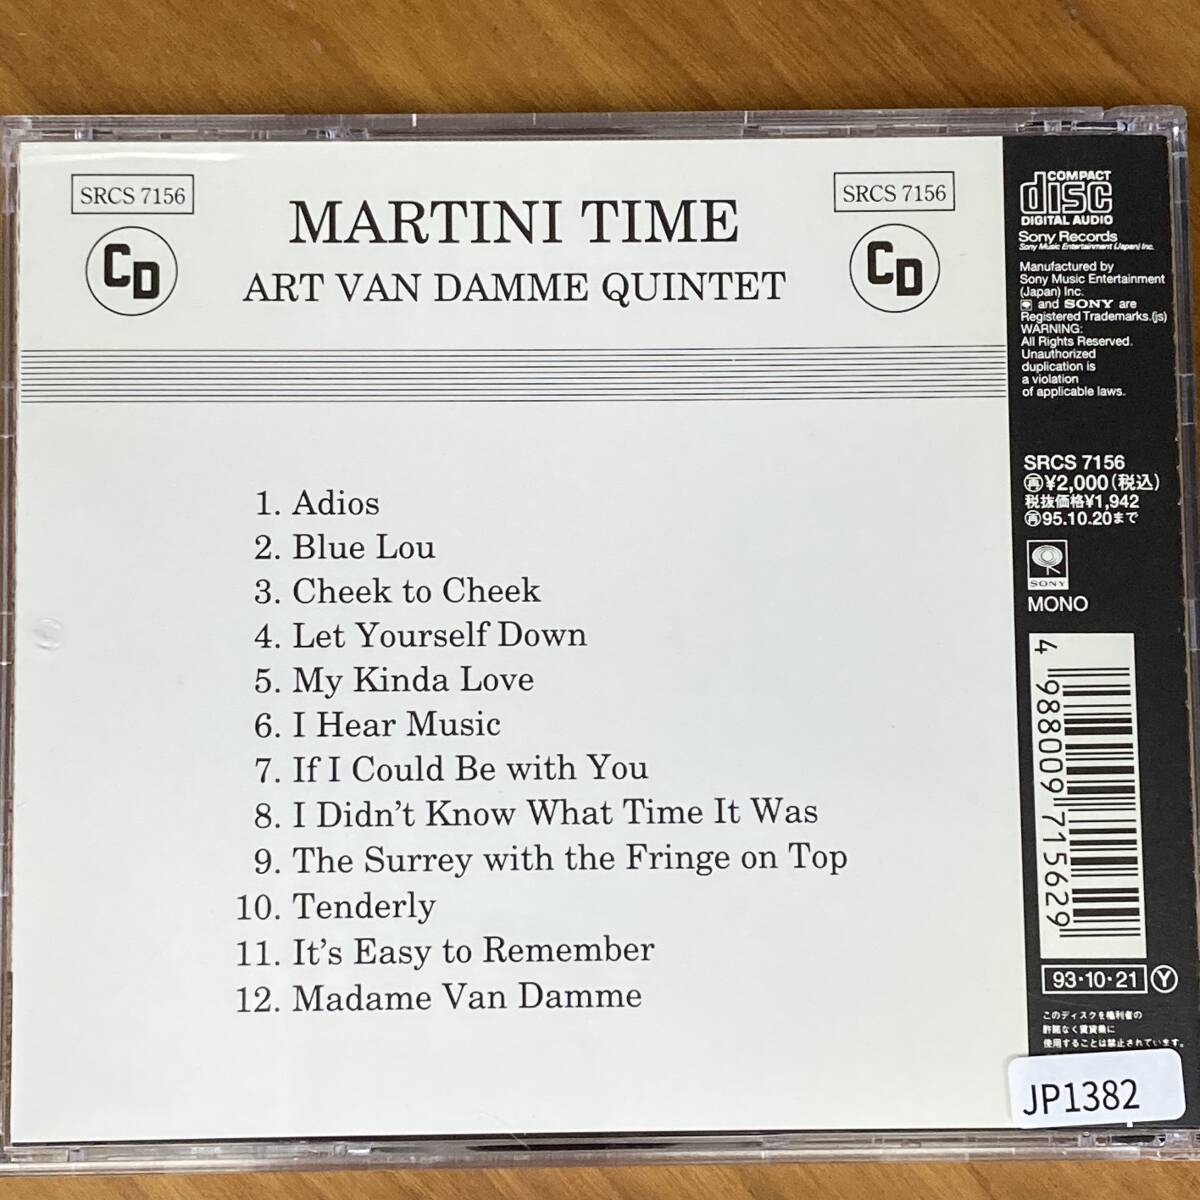 SRCS 7156
CD
MARTINI TIME
ART VAN DAMME QUINTET
SRCS 7156
CD
1. Adios
2. Blue Lou
3. Cheek to Cheek
4. Let Yourself Down
5. My Kinda Love
6. I Hear Music
7. If I Could Be with You
8. I Didn't Know What Time It Was
9. The Surrey with the Fringe on Top
10. Tenderly
11. It's Easy to Remember
12. Madame Van Damme
COMPACT
disc
DIGITAL AUDIO
Sony Records
Sony Music Entertainment (Japan) Inc.
Manufactured by
Sony Music Entertainment
(Japan) Inc.
and SONY are
Registered Trademarks.(js)
WARNING:
All Rights Reserved.
Unauthorized
duplication is
a violation
of applicable laws.
SRCS 7156
㊢¥2,000(税込)
税抜価格¥1,942
95.10.20まで
SONY
MONO
4 988009 715629
93・10・21 Ⓨ
このディスクを権利者の
許諾なく賃貸業に
使用することは禁止されています。
JP1382